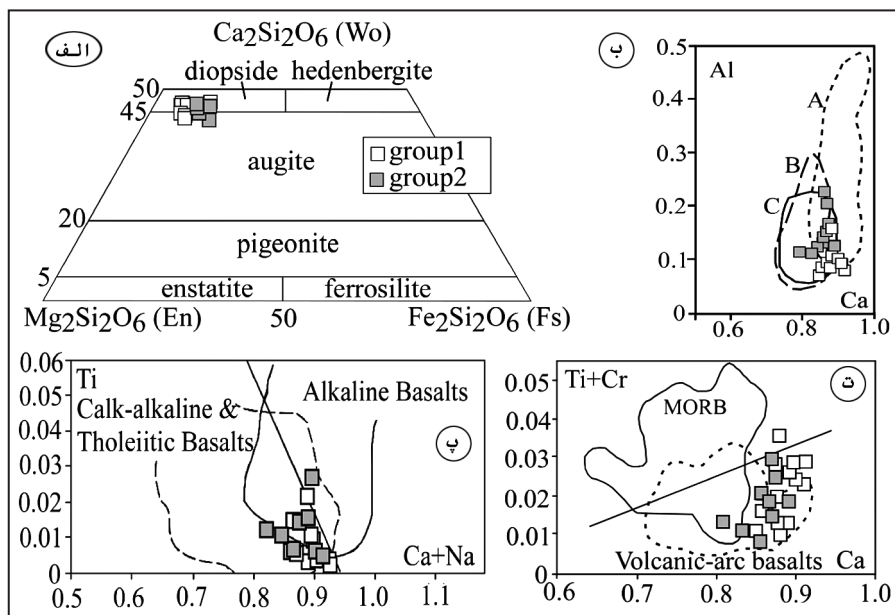 الف
Ca2Si2O6 (Wo)
diopside hedenbergite
50
45
augite
group1
group2
20
pigeonite
5
enstatite ferrosilite
Mg2Si2O6 (En) 50 Fe2Si2O6 (Fs)
ب
0.5
Al
0.4
A
0.3
B
C
0.2
0.1
0
Ca
0.6 0.8 1.0
0.06
Ti
0.05
Calk-alkaline &
Tholeiitic Basalts
Alkaline Basalts
پ
0.04
0.03
0.02
0.01
0
Ca+Na
0.5 0.6 0.7 0.8 0.9 1.0 1.1
0.05
Ti+Cr
ت
MORB
0.04
0.03
0.02
0.01
0
Volcanic-arc basalts Ca
0.6 0.7 0.8 0.9 1.0